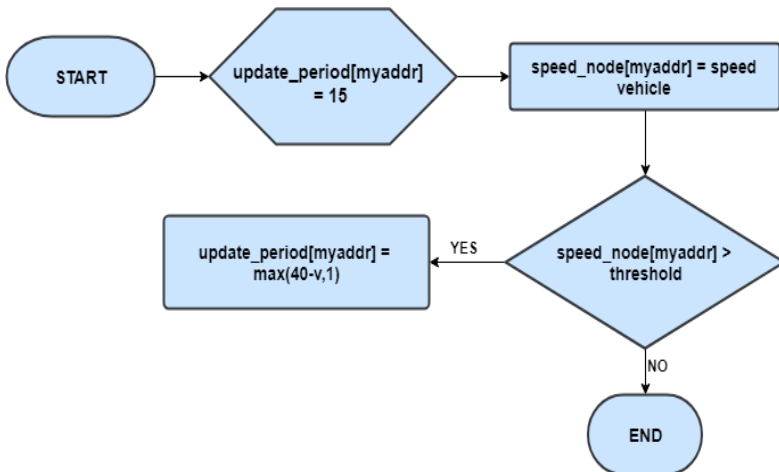 START
update_period[myaddr]
= 15
speed_node[myaddr] = speed
vehicle
update_period[myaddr] =
max(40-v,1)
YES
speed_node[myaddr] >
threshold
NO
END